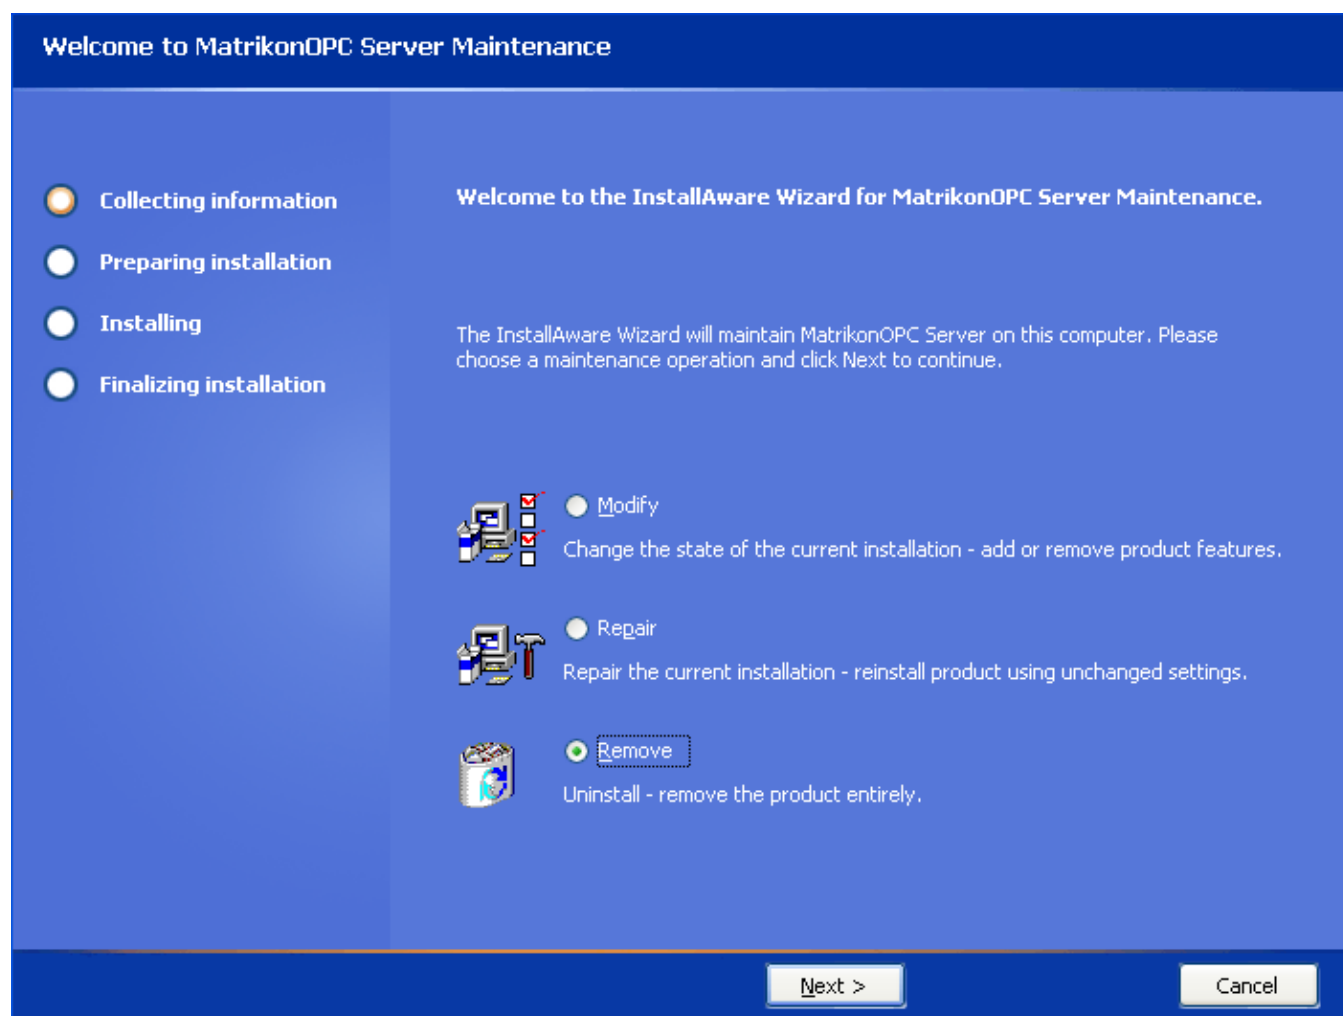 Welcome to MatrikonOPC Server Maintenance
Collecting information
Preparing installation
Installing
Finalizing installation
Welcome to the InstallAware Wizard for MatrikonOPC Server Maintenance.
The InstallAware Wizard will maintain MatrikonOPC Server on this computer. Please
choose a maintenance operation and click Next to continue.
Modify
Change the state of the current installation - add or remove product features.
Repair
Repair the current installation - reinstall product using unchanged settings.
Remove
Uninstall - remove the product entirely.
Next >
Cancel